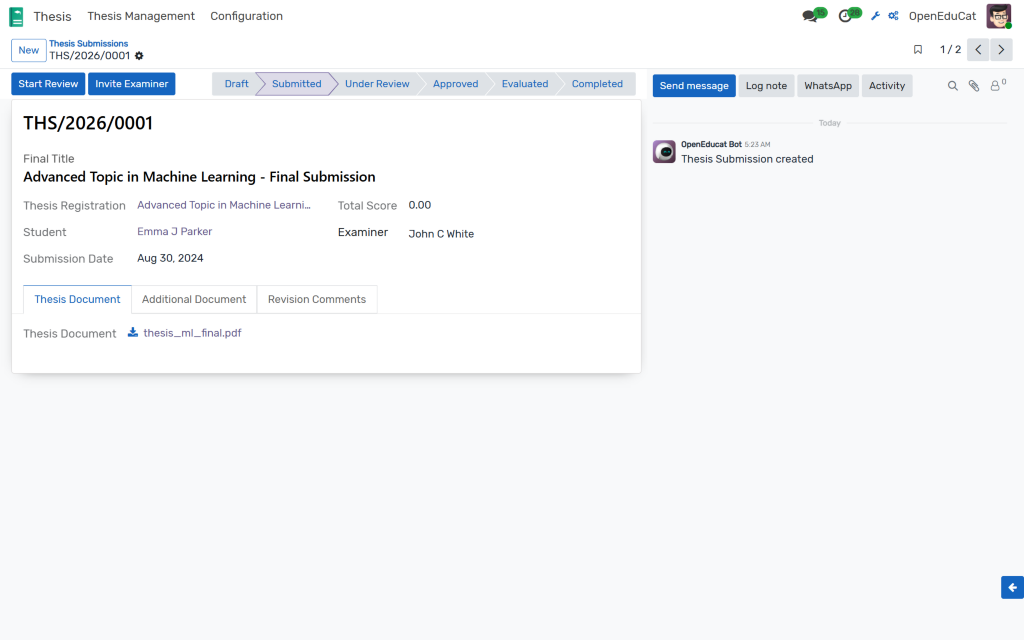 Thesis Thesis Management Configuration 15 28 OpenEduCat
New Thesis Submissions 1 / 2
THS/2026/0001
Start Review Invite Examiner Draft Submitted Under Review Approved Evaluated Completed Send message Log note WhatsApp Activity 0
THS/2026/0001
Today
OpenEducat Bot 5:23 AM
Thesis Submission created
Final Title
Advanced Topic in Machine Learning - Final Submission
Thesis Registration Advanced Topic in Machine Learni... Total Score 0.00
Student Emma J Parker Examiner John C White
Submission Date Aug 30, 2024
Thesis Document Additional Document Revision Comments
Thesis Document thesis_ml_final.pdf